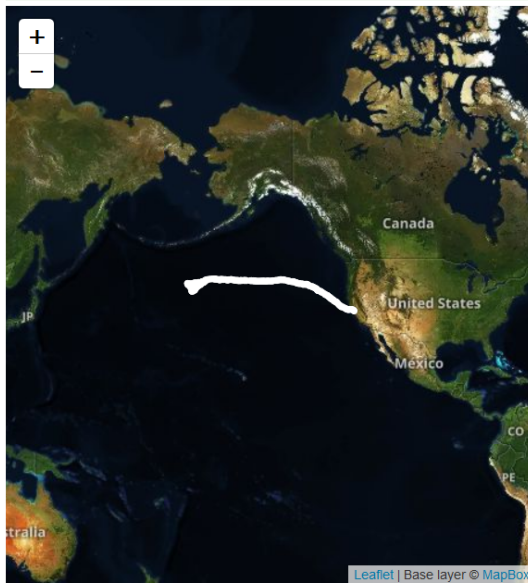 +
−
Canada
United States
JP
México
CO
PE
stralia
Leaflet | Base layer © MapBox